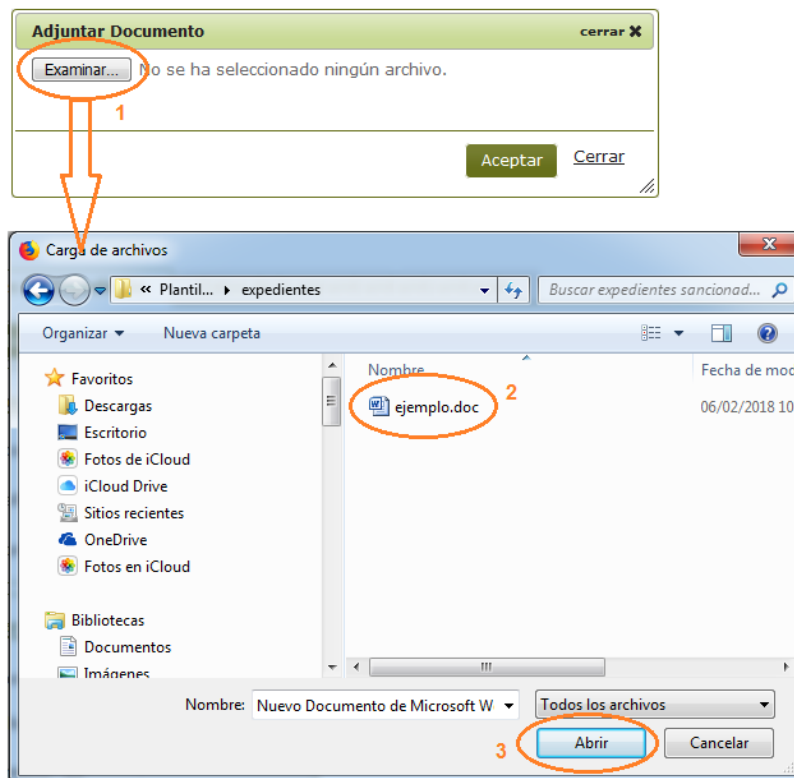 Adjuntar Documento cerrar
Examinar... No se ha seleccionado ningún archivo.
1
Aceptar Cerrar
Carga de archivos
« Plantil... expedientes Buscar expedientes sancionad...
Organizar Nueva carpeta
Nombre Fecha de mod
Favoritos
2
Descargas ejemplo.doc 06/02/2018 10
Escritorio
Fotos de iCloud
iCloud Drive
Sitios recientes
OneDrive
Fotos en iCloud
Bibliotecas
Documentos
Imágenes
Nombre: Nuevo Documento de Microsoft W Todos los archivos
3 Abrir Cancelar